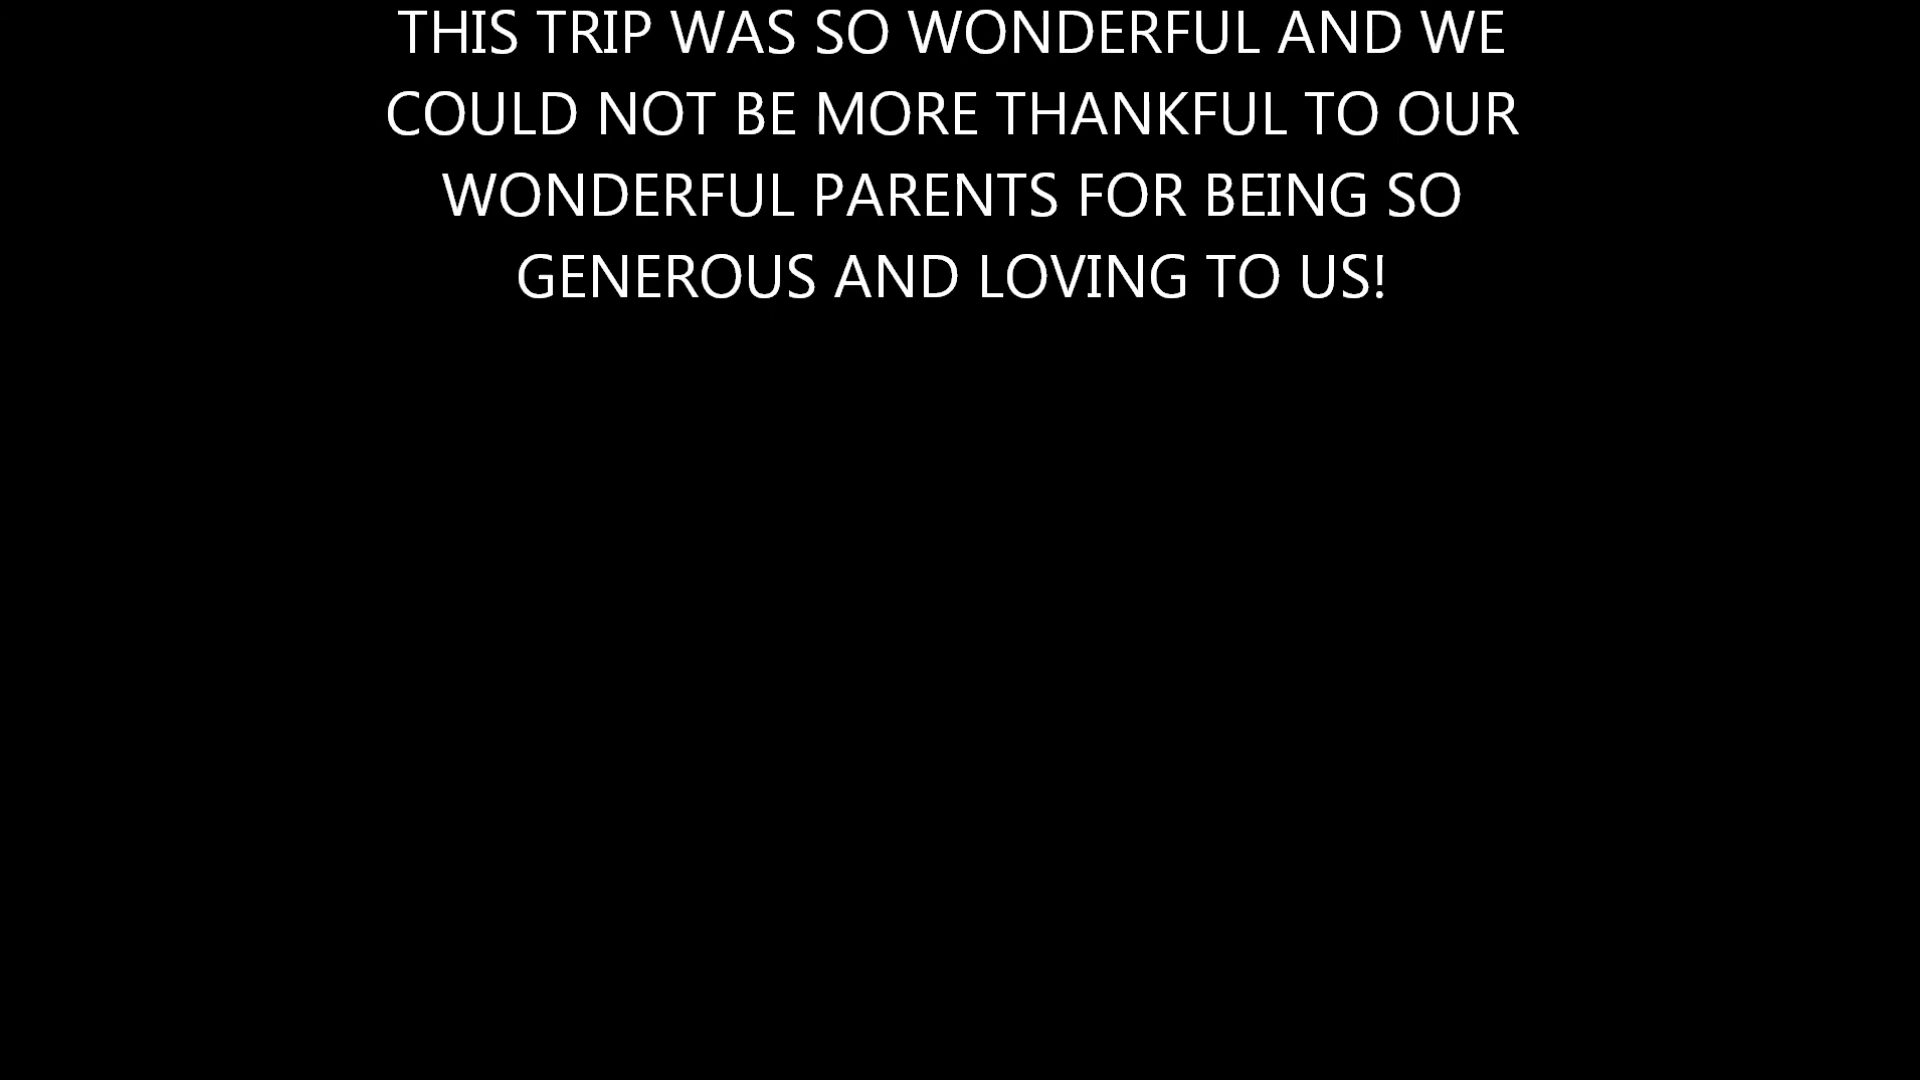 THIS TRIP WAS SO WONDERFUL AND WE
COULD NOT BE MORE THANKFUL TO OUR
WONDERFUL PARENTS FOR BEING SO
GENEROUS AND LOVING TO US!